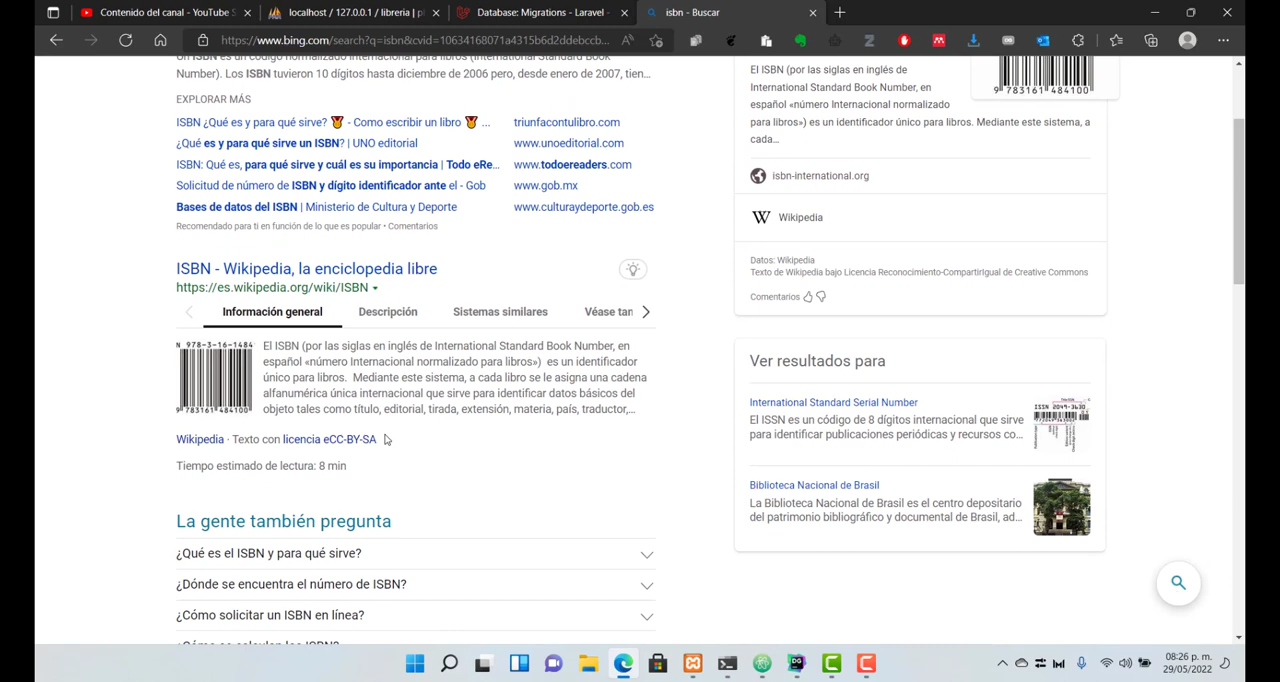 Contenido del canal - YouTube S
localhost / 127.0.0.1 / libreria | p
Database: Migrations - Laravel -
isbn - Buscar
https://www.bing.com/search?q=isbn&cvid=10634168071a4315b6d2ddebccb...
Número). Los ISBN tuvieron 10 dígitos hasta diciembre de 2006 pero, desde enero de 2007, tien...
EXPLORAR MÁS
ISBN ¿Qué es y para qué sirve? 🏅 - Como escribir un libro 🏅 ...
triunfacontulibro.com
¿Qué es y para qué sirve un ISBN? | UNO editorial
www.unoeditorial.com
ISBN: Qué es, para qué sirve y cuál es su importancia | Todo eRe...
www.todoereaders.com
Solicitud de número de ISBN y dígito identificador ante el - Gob
www.gob.mx
Bases de datos del ISBN | Ministerio de Cultura y Deporte
www.culturaydeporte.gob.es
Recomendado para ti en función de lo que es popular • Comentarios
ISBN - Wikipedia, la enciclopedia libre
https://es.wikipedia.org/wiki/ISBN
Información general
Descripción
Sistemas similares
Véase tan
N 978-3-16-1484
9 783161 484100
El ISBN (por las siglas en inglés de International Standard Book Number, en
español «número Internacional normalizado para libros») es un identificador
único para libros. Mediante este sistema, a cada libro se le asigna una cadena
alfanumérica única internacional que sirve para identificar datos básicos del
objeto tales como título, editorial, tirada, extensión, materia, país, traductor,...
Wikipedia · Texto con licencia eCC-BY-SA
Tiempo estimado de lectura: 8 min
La gente también pregunta
¿Qué es el ISBN y para qué sirve?
¿Dónde se encuentra el número de ISBN?
¿Cómo solicitar un ISBN en línea?
El ISBN (por las siglas en inglés de
International Standard Book Number, en
español «número Internacional normalizado
para libros») es un identificador
único para libros. Mediante este sistema, a
cada...
9 783161 484100
isbn-international.org
W Wikipedia
Datos: Wikipedia
Texto de Wikipedia bajo Licencia Reconocimiento-CompartirIgual de Creative Commons
Comentarios
Ver resultados para
International Standard Serial Number
El ISSN es un código de 8 dígitos internacional que sirve
para identificar publicaciones periódicas y recursos co...
ISSN 2049-3630
Biblioteca Nacional de Brasil
La Biblioteca Nacional de Brasil es el centro depositario
del patrimonio bibliográfico y documental de Brasil, ad...
08:26 p. m.
29/05/2022